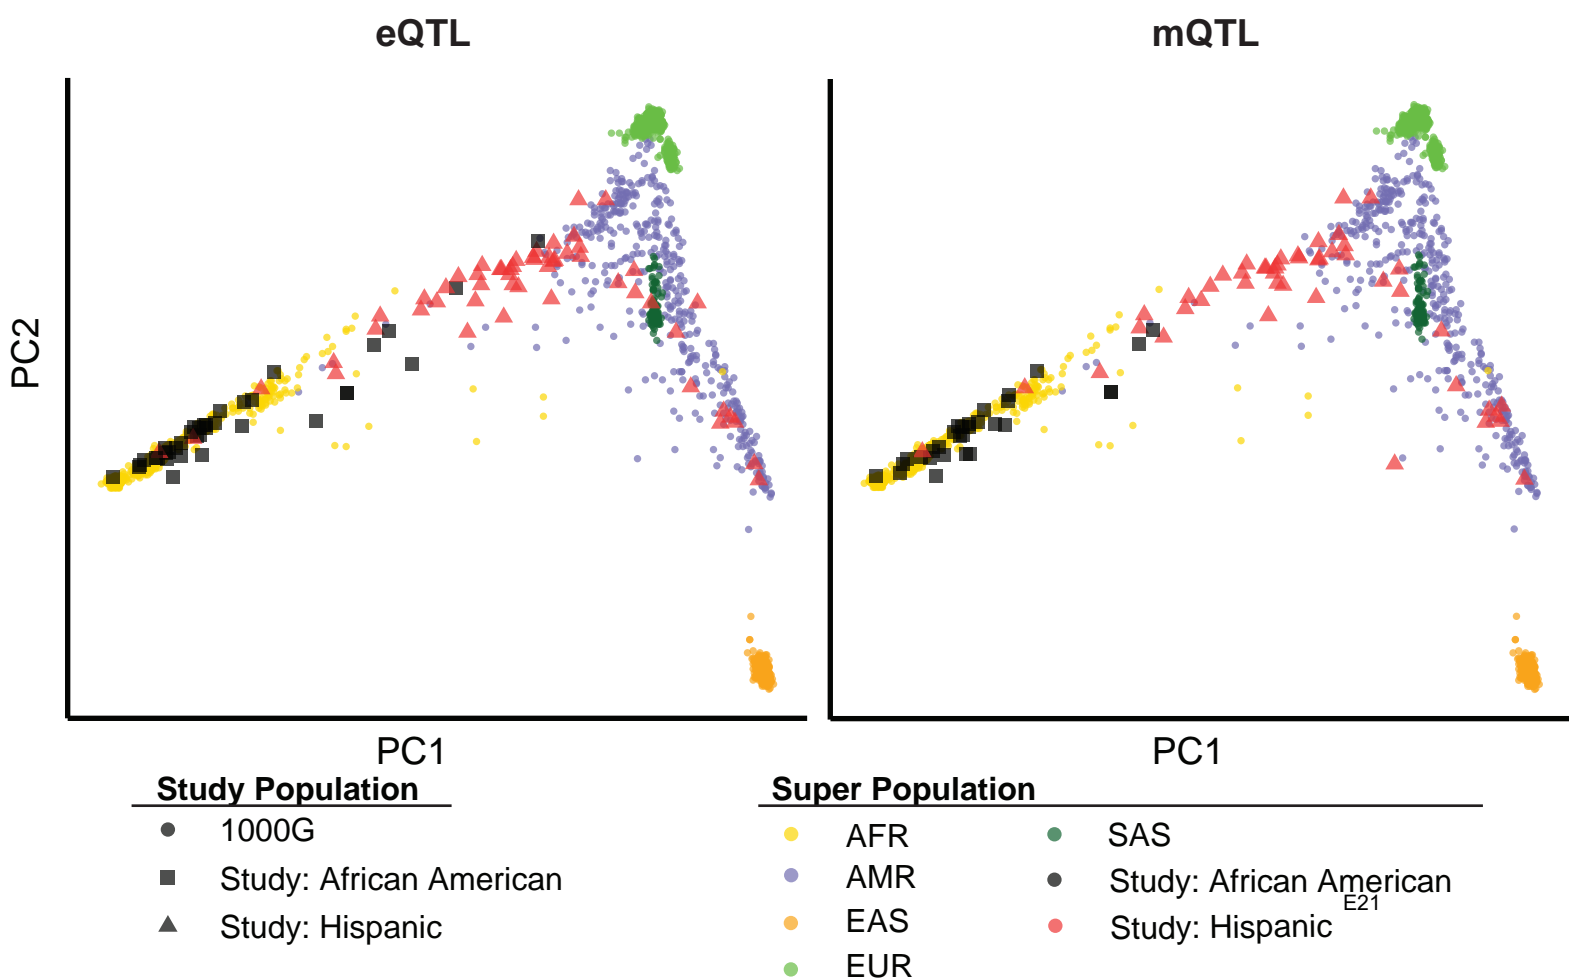 eQTL
mQTL
PC2
PC1
PC1
Study Population
1000G
Study: African American
Study: Hispanic
Super Population
AFR
AMR
EAS
EUR
SAS
Study: African American
E21
Study: Hispanic